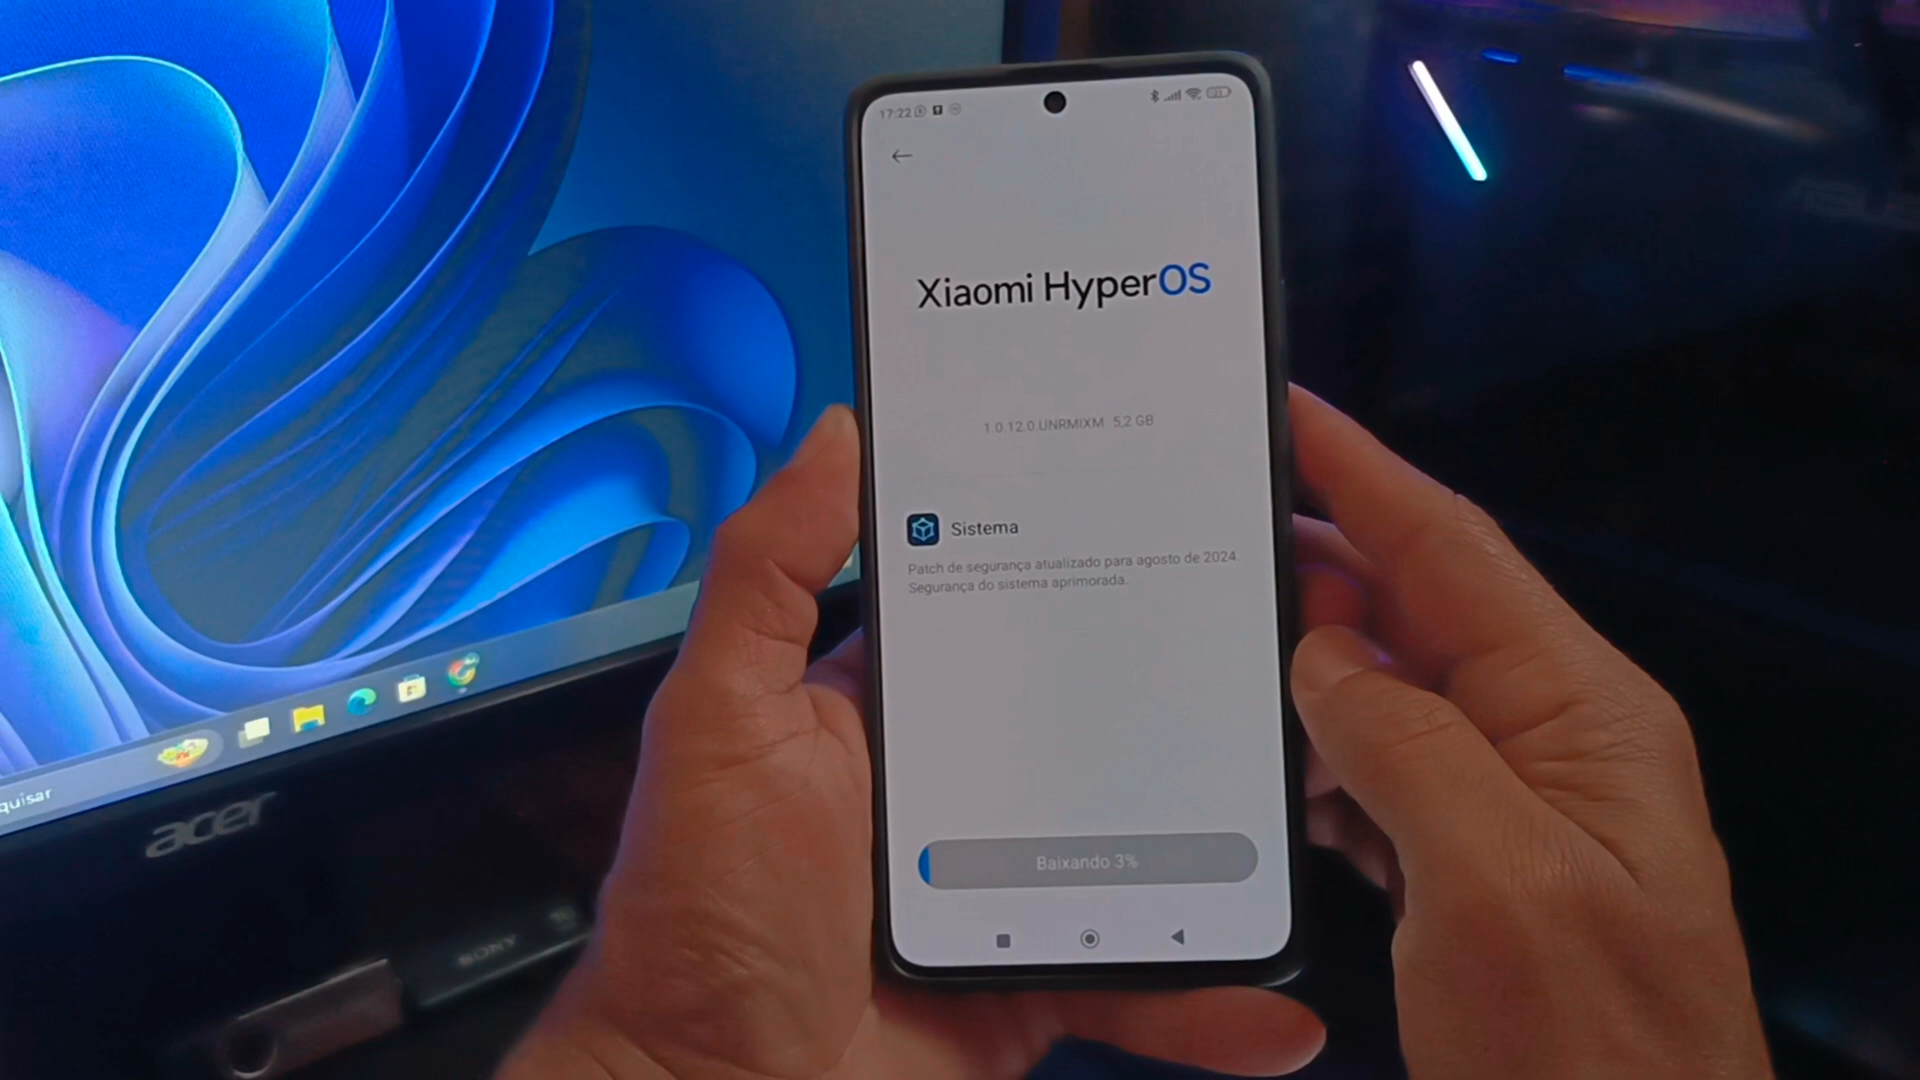 17:22
Xiaomi HyperOS
1.0.12.0.UNRMIXM 5,2 GB
Sistema
Patch de segurança atualizado para agosto de 2024.
Segurança do sistema aprimorada.
Baixando 3%
quisar
acer
SONY